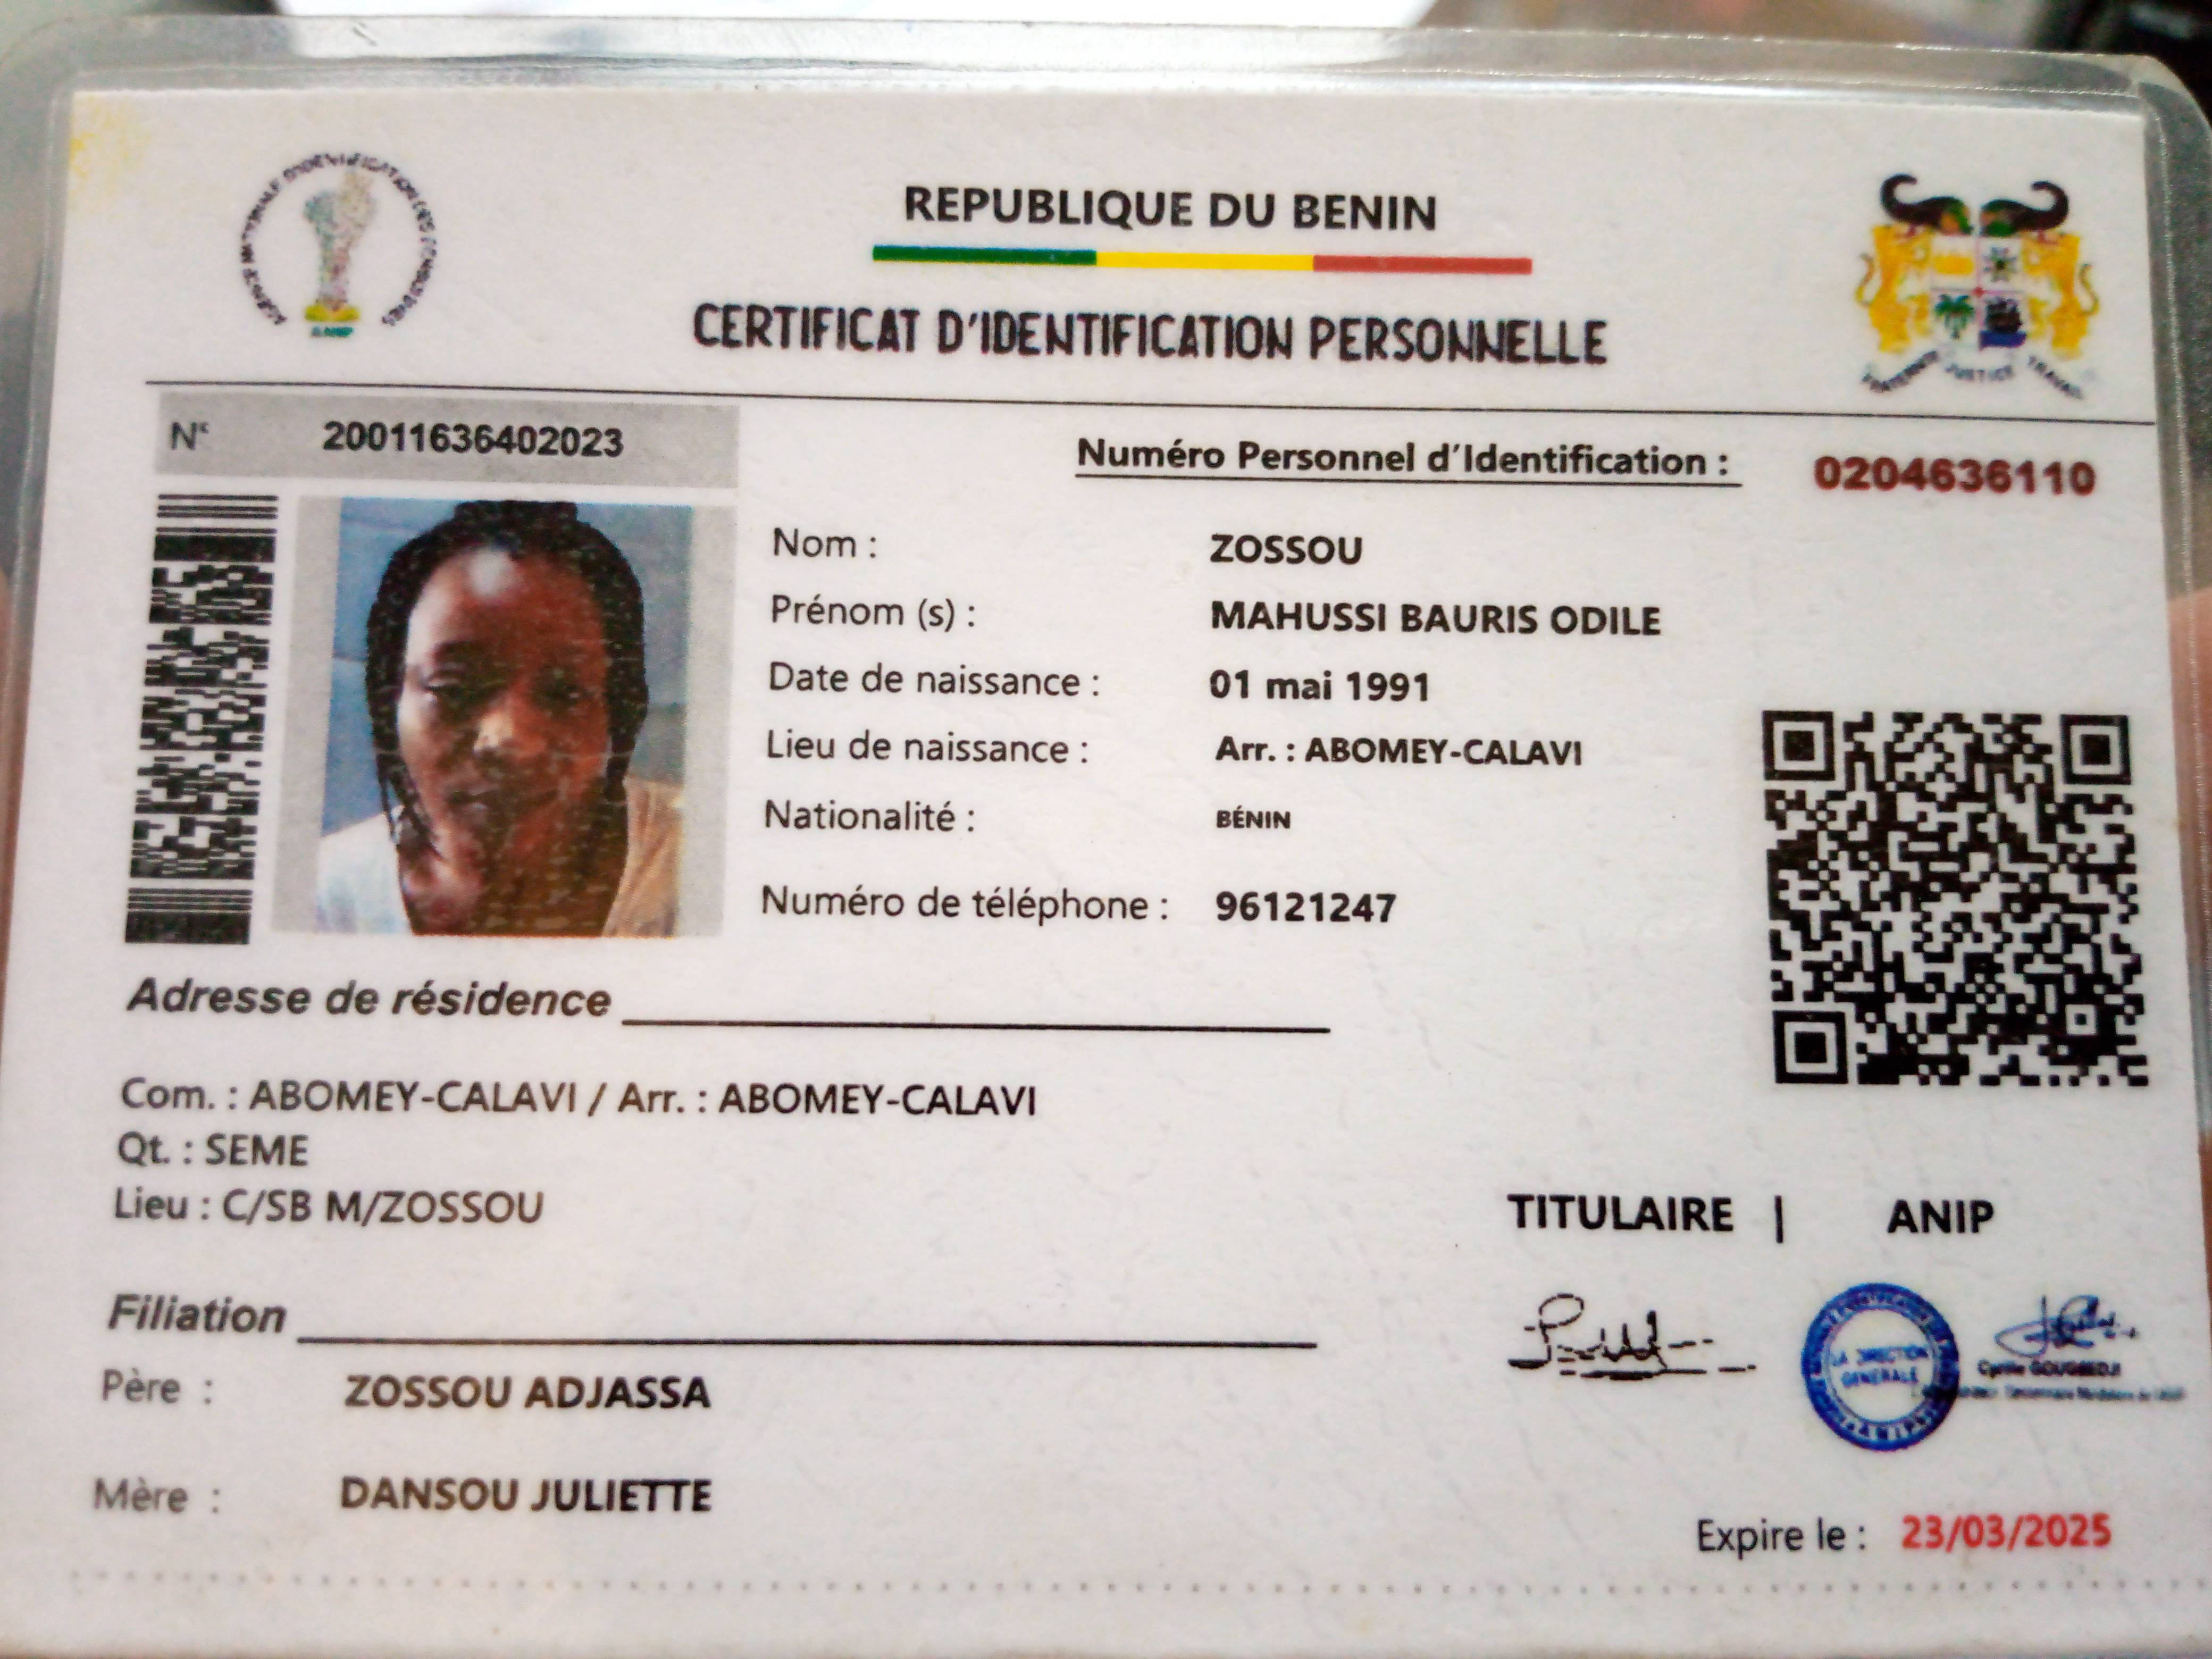 REPUBLIQUE DU BENIN
CERTIFICAT D'IDENTIFICATION PERSONNELLE
FRATERNITE JUSTICE TRAVAIL
N° 20011636402023
Numéro Personnel d'Identification : 0204636110
Nom : ZOSSOU
Prénom (s) : MAHUSSI BAURIS ODILE
Date de naissance : 01 mai 1991
Lieu de naissance : Arr. : ABOMEY-CALAVI
Nationalité : BÉNIN
Numéro de téléphone : 96121247
Adresse de résidence
Com. : ABOMEY-CALAVI / Arr. : ABOMEY-CALAVI
Qt. : SEME
Lieu : C/SB M/ZOSSOU
TITULAIRE | ANIP
LA DIRECTION
GENERALE
Filiation
Père : ZOSSOU ADJASSA
Mère : DANSOU JULIETTE
Expire le : 23/03/2025